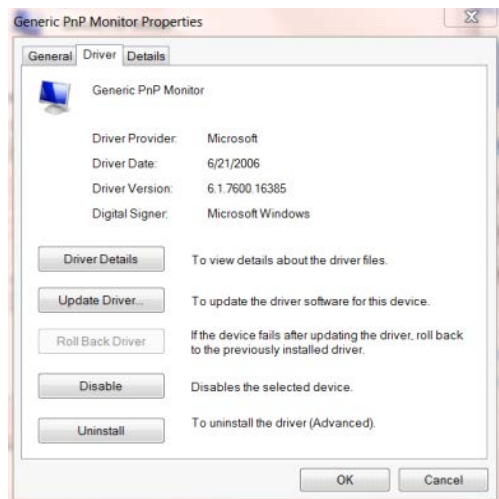 Generic PnP Monitor Properties
General Driver Details
Generic PnP Monitor
Driver Provider: Microsoft
Driver Date: 6/21/2006
Driver Version: 6.1.7600.16385
Digital Signer: Microsoft Windows
Driver Details To view details about the driver files.
Update Driver... To update the driver software for this device.
Roll Back Driver If the device fails after updating the driver, roll back
to the previously installed driver.
Disable Disables the selected device.
Uninstall To uninstall the driver (Advanced).
OK Cancel